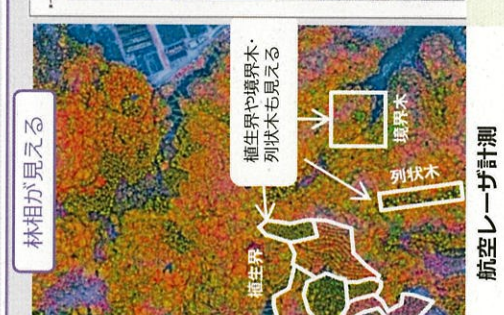 林相が見える
植生界や境界木・
列状木も見える
植生界
境界木
列状木
航空レーザ計測